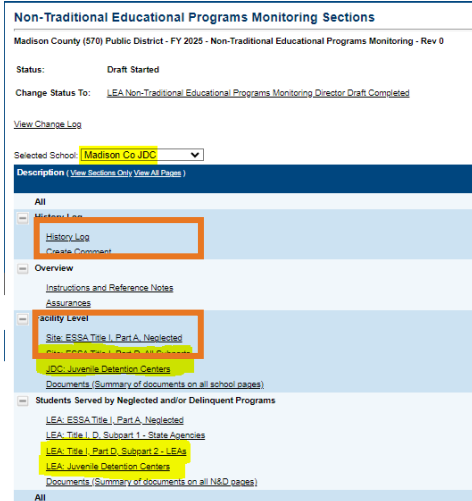 Non-Traditional Educational Programs Monitoring Sections
Madison County (570) Public District - FY 2025 - Non-Traditional Educational Programs Monitoring - Rev 0
Status: Draft Started
Change Status To: LEA Non-Traditional Educational Programs Monitoring Director Draft Completed
View Change Log
Selected School: Madison Co JDC
Description ( View Sections Only View All Pages )
All
History Log
History Log
Create Comment
Overview
Instructions and Reference Notes
Assurances
Facility Level
Site: ESSA Title I, Part A, Neglected
Site: ESSA Title I, Part D, All Subparts
JDC: Juvenile Detention Centers
Documents (Summary of documents on all school pages)
Students Served by Neglected and/or Delinquent Programs
LEA: ESSA Title I, Part A, Neglected
LEA: Title I, D, Subpart 1 - State Agencies
LEA: Title I, Part D, Subpart 2 - LEAs
LEA: Juvenile Detention Centers
Documents (Summary of documents on all N&D pages)
All